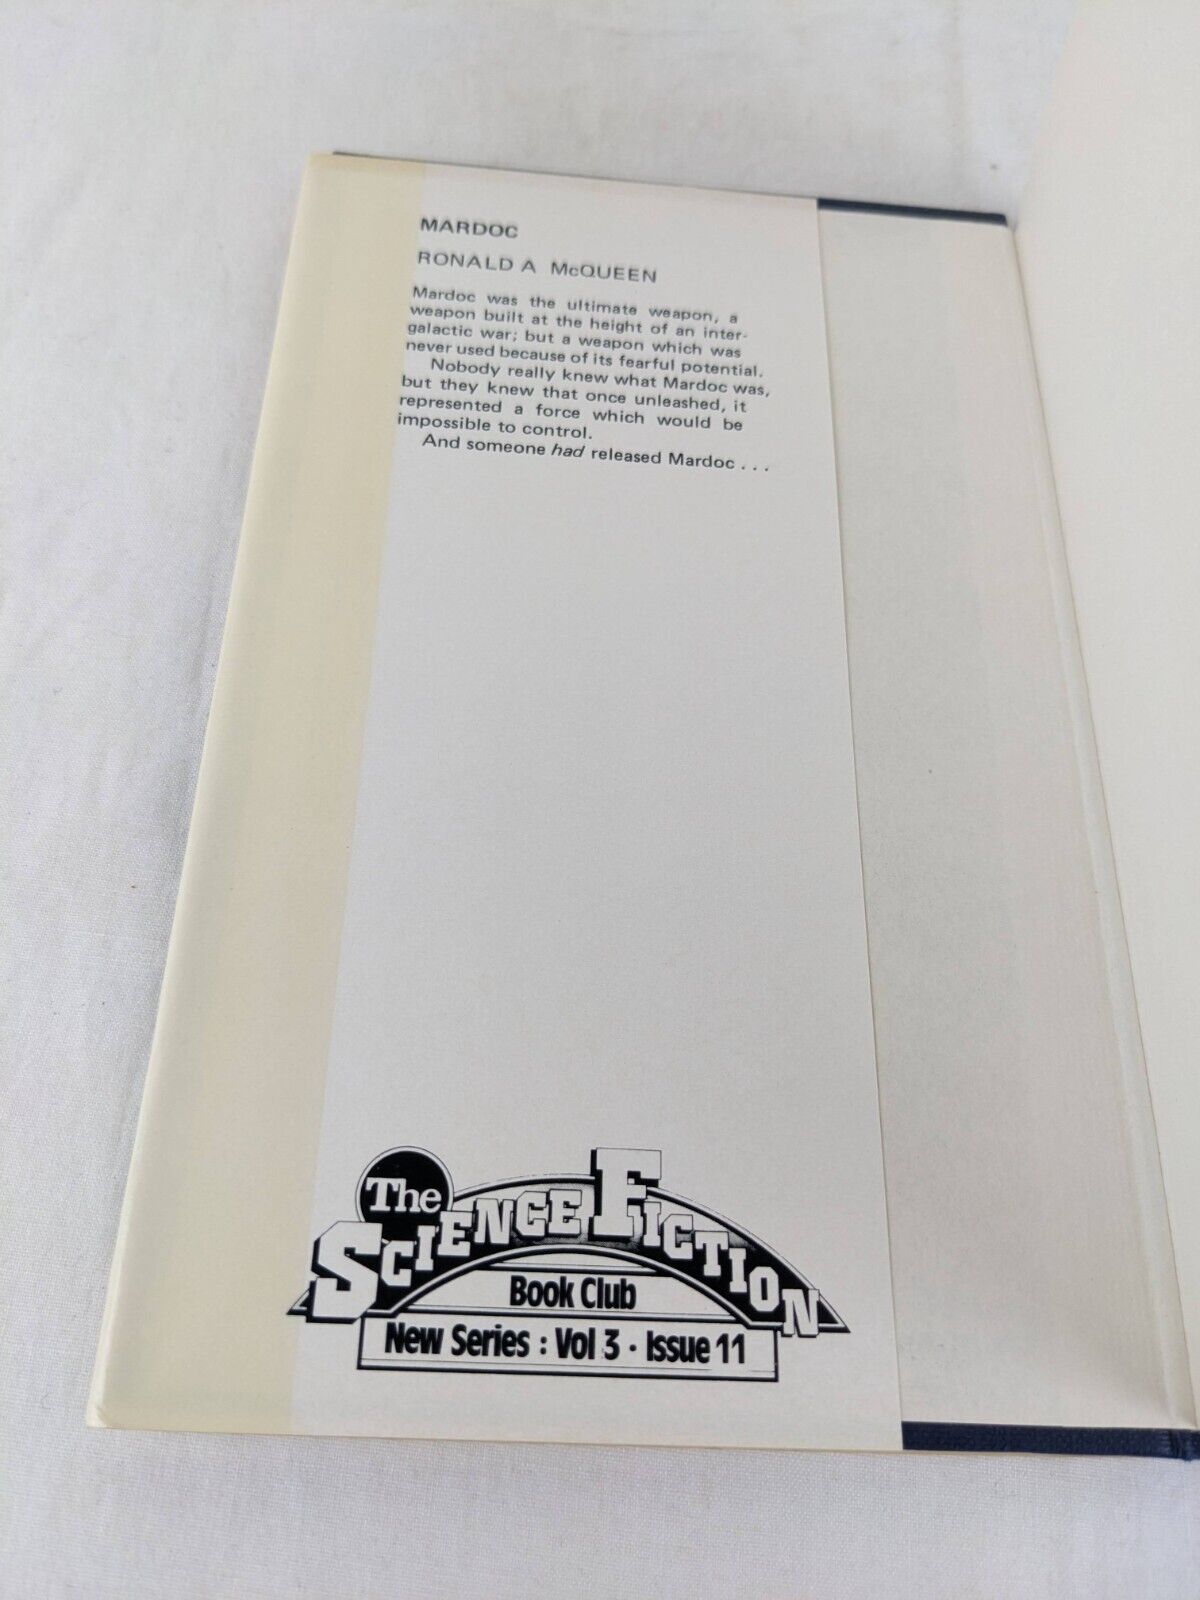 MARDOC
RONALD A McQUEEN
Mardoc was the ultimate weapon, a
weapon built at the height of an inter-
galactic war; but a weapon which was
never used because of its fearful potential.
Nobody really knew what Mardoc was,
but they knew that once unleashed, it
represented a force which would be
impossible to control.
And someone had released Mardoc . . .
The SCIENCE FICTION
Book Club
New Series : Vol 3 · Issue 11